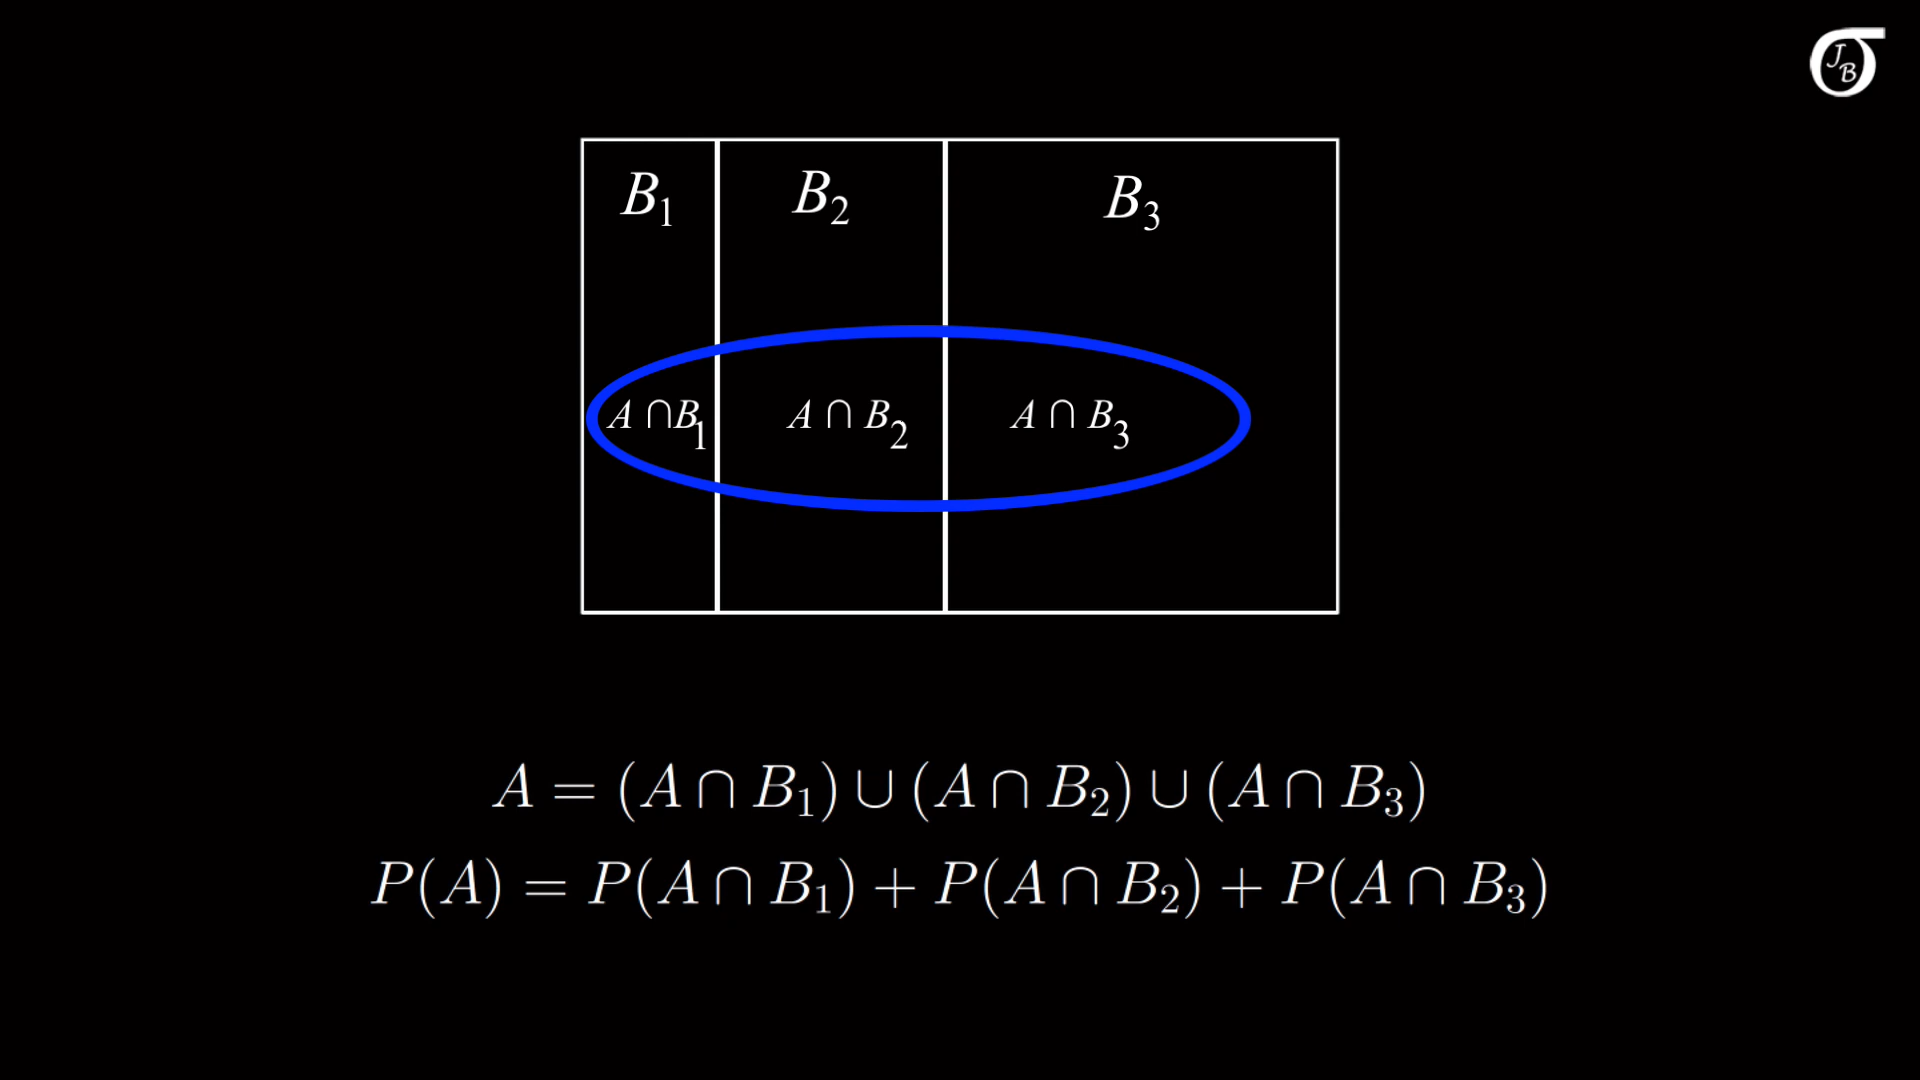 J B
B₁ B₂ B₃
A ∩B₁ A ∩ B₂ A ∩ B₃
A = (A ∩ B₁) ∪ (A ∩ B₂) ∪ (A ∩ B₃)
P(A) = P(A ∩ B₁) + P(A ∩ B₂) + P(A ∩ B₃)